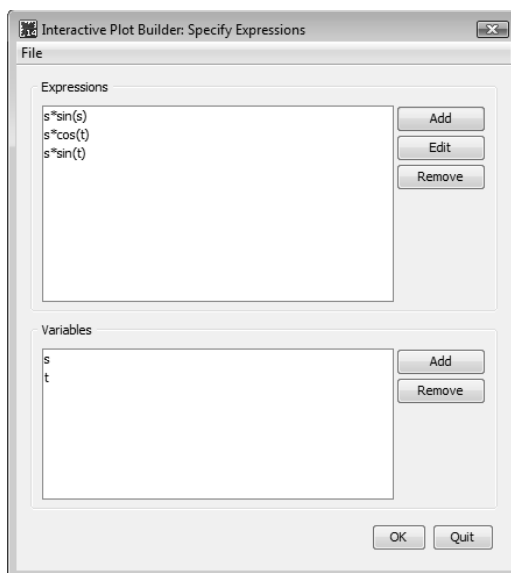 Interactive Plot Builder: Specify Expressions
File
Expressions
s*sin(s)
s*cos(t)
s*sin(t)
Add
Edit
Remove
Variables
s
t
Add
Remove
OK
Quit